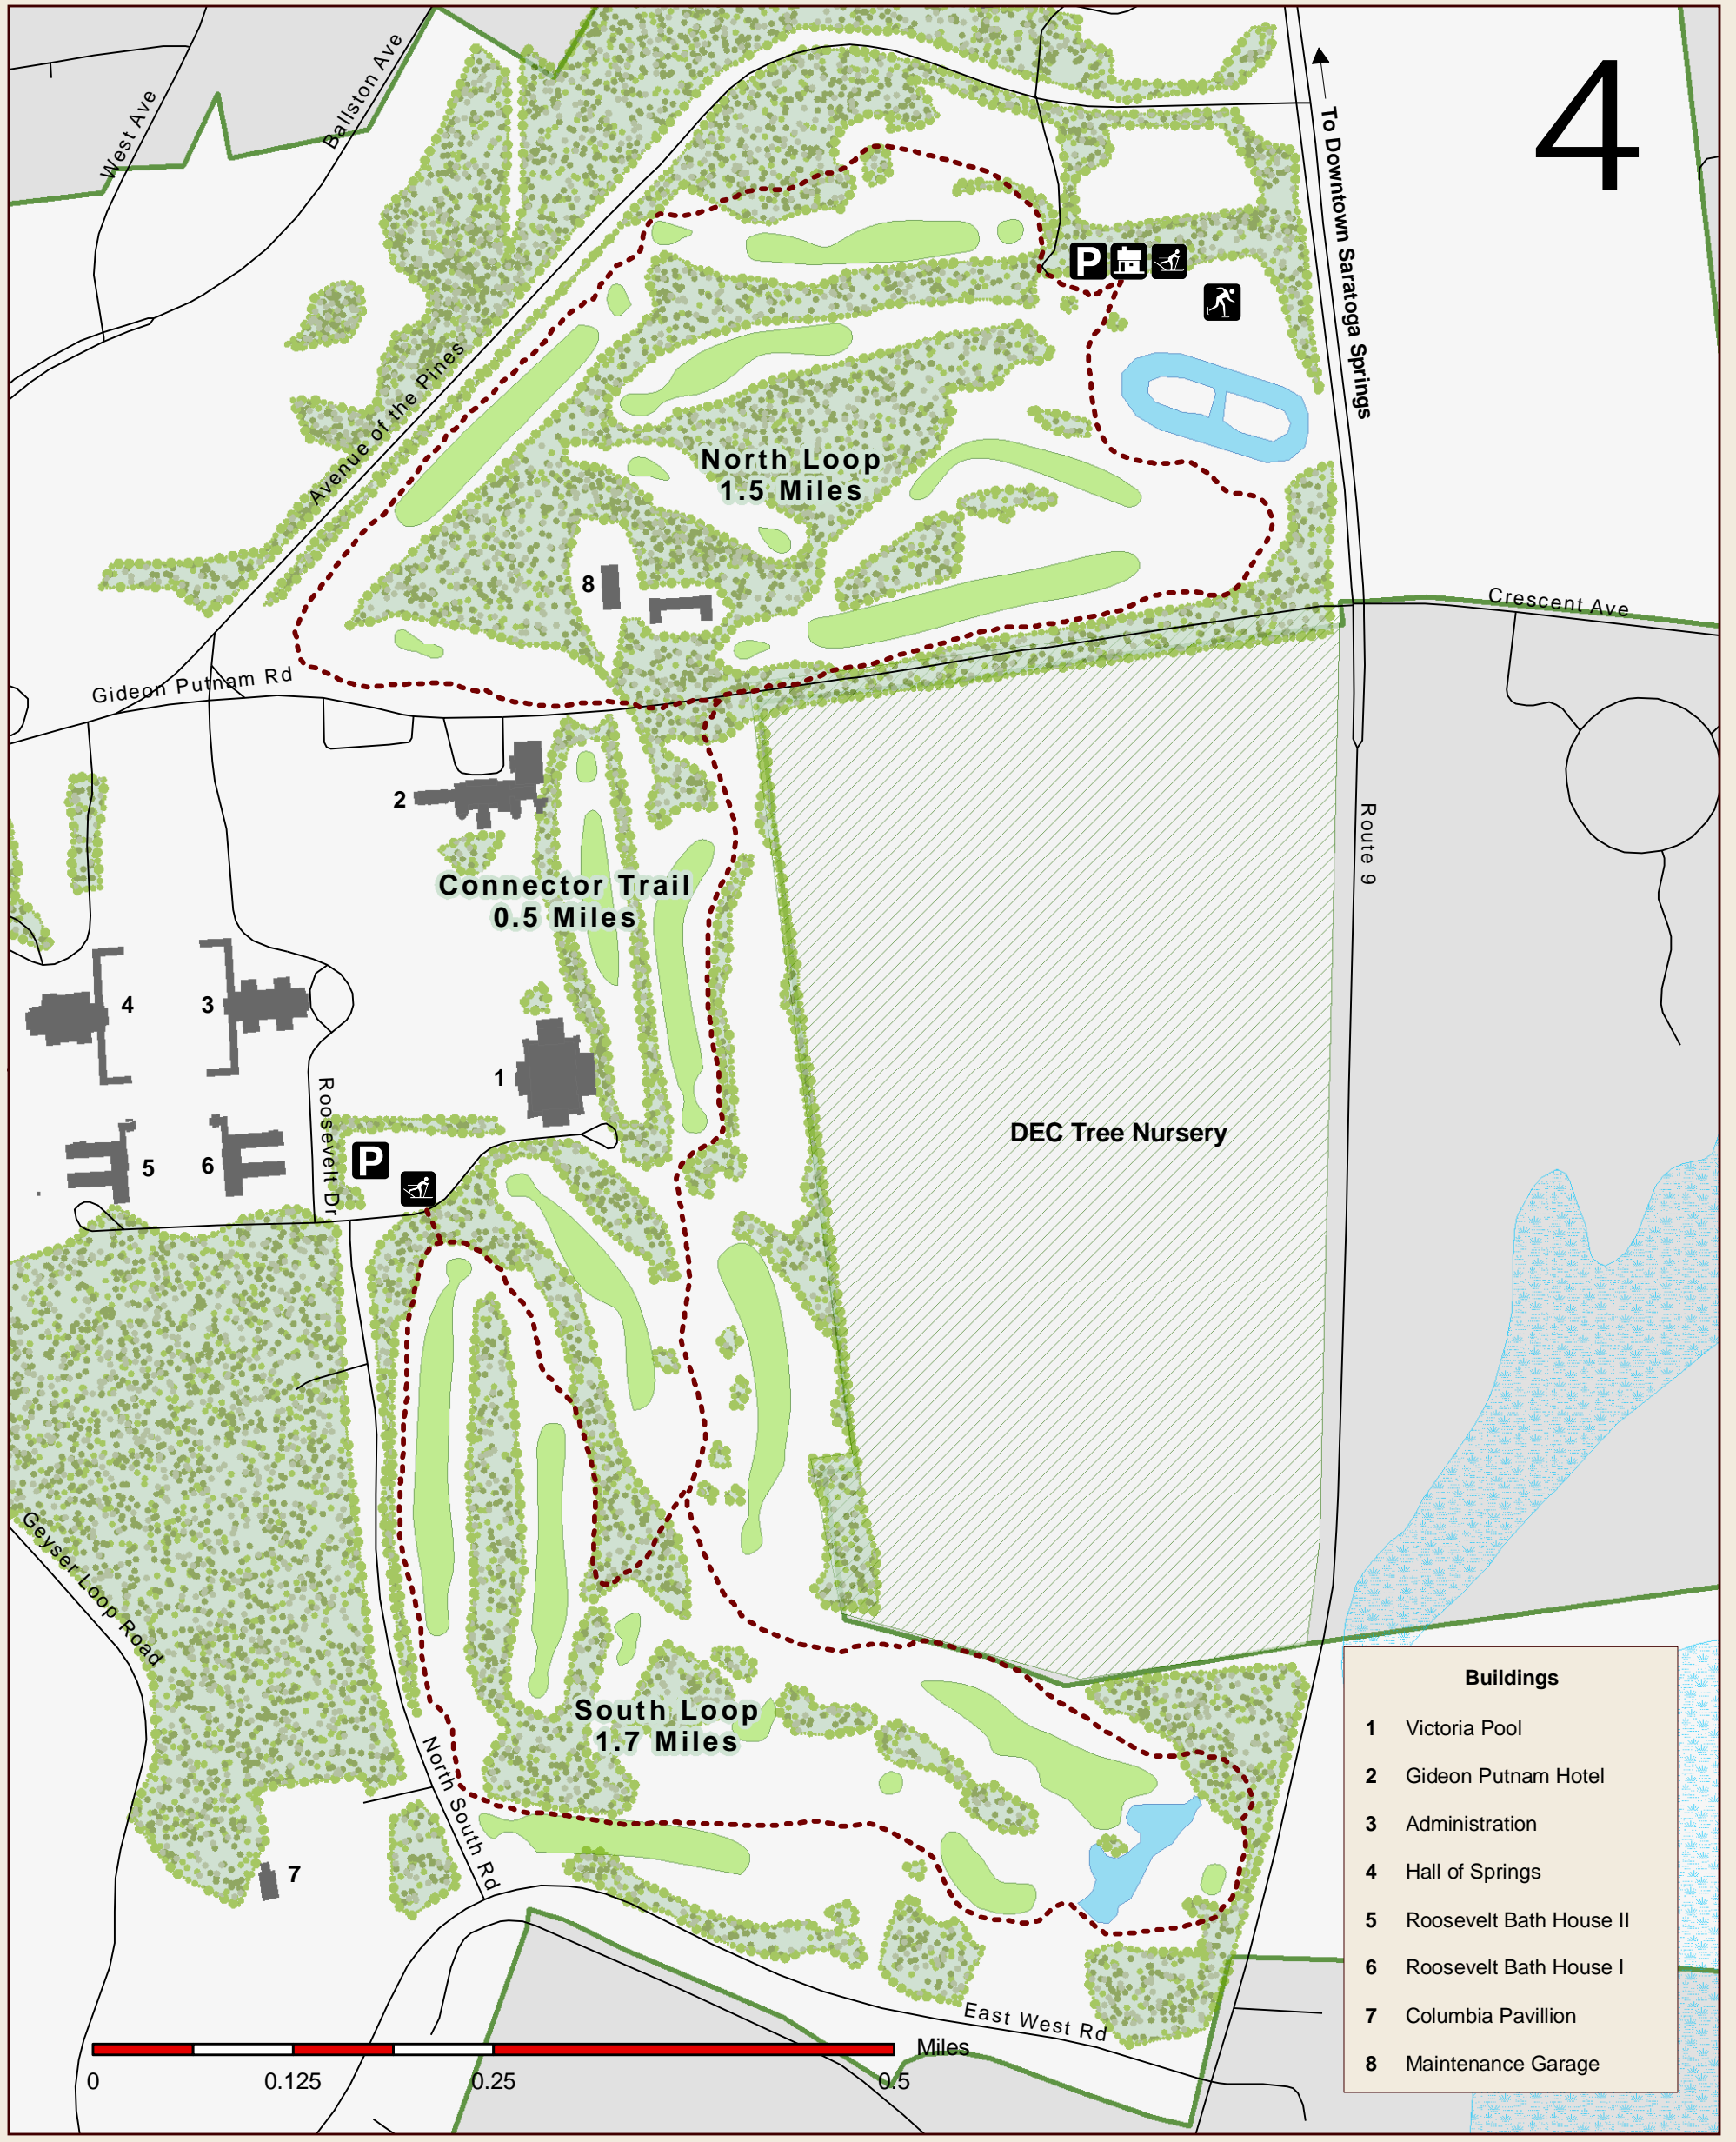 4
West Ave
Ballston Ave
To Downtown Saratoga Springs
P
Avenue of the Pines
North Loop
1.5 Miles
8
Crescent Ave
Gideon Putnam Rd
2
Route 9
Connector Trail
0.5 Miles
4
3
1
Roosevelt Dr
DEC Tree Nursery
P
5
6
Geyser Loop Road
South Loop
1.7 Miles
North South Rd
7
East West Rd
Miles
0
0.125
0.25
0.5
Buildings
1 Victoria Pool
2 Gideon Putnam Hotel
3 Administration
4 Hall of Springs
5 Roosevelt Bath House II
6 Roosevelt Bath House I
7 Columbia Pavillion
8 Maintenance Garage